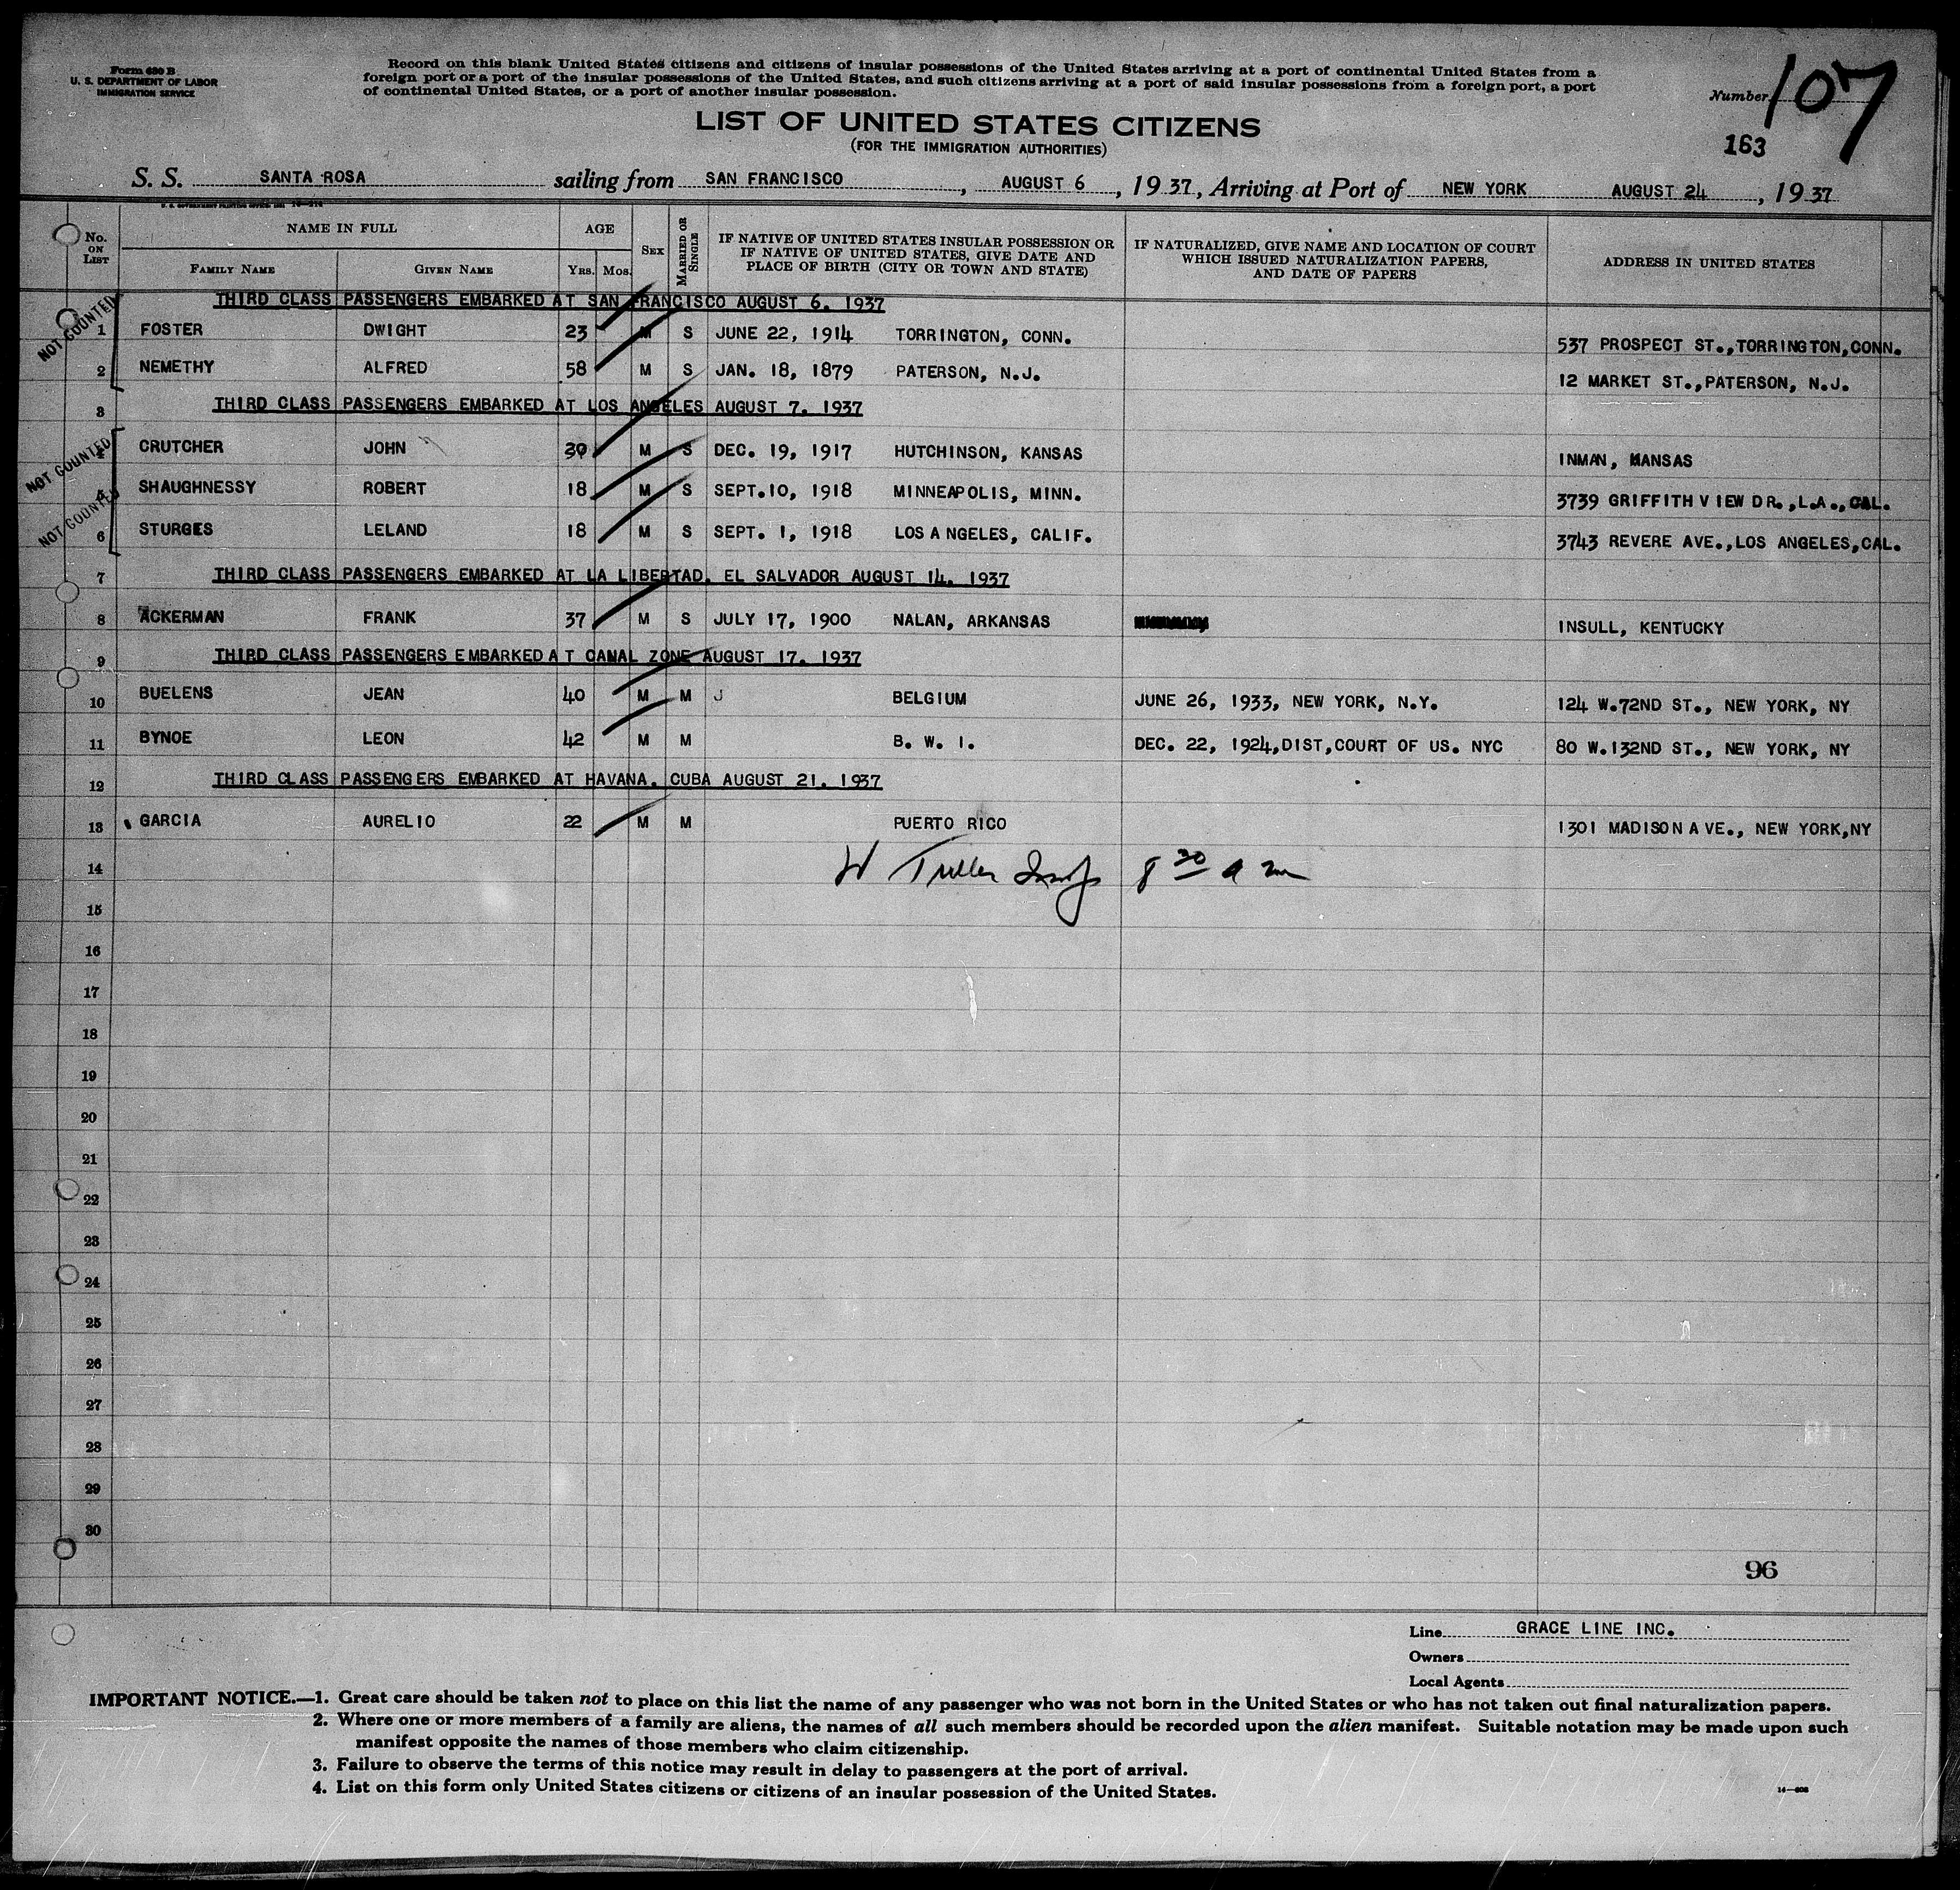 Form 630 B
U. S. DEPARTMENT OF LABOR
IMMIGRATION SERVICE
Record on this blank United States citizens and citizens of insular possessions of the United States arriving at a port of continental United States from a
foreign port or a port of the insular possessions of the United States, and such citizens arriving at a port of said insular possessions from a foreign port, a port
of continental United States, or a port of another insular possession.
Number 107
163
LIST OF UNITED STATES CITIZENS
(FOR THE IMMIGRATION AUTHORITIES)
S. S. SANTA ROSA sailing from SAN FRANCISCO, AUGUST 6, 1937, Arriving at Port of NEW YORK AUGUST 24, 1937
No. ON LIST NAME IN FULL FAMILY NAME GIVEN NAME AGE YRS. MOS. SEX MARRIED OR SINGLE IF NATIVE OF UNITED STATES INSULAR POSSESSION OR IF NATIVE OF UNITED STATES, GIVE DATE AND PLACE OF BIRTH (CITY OR TOWN AND STATE) IF NATURALIZED, GIVE NAME AND LOCATION OF COURT WHICH ISSUED NATURALIZATION PAPERS, AND DATE OF PAPERS ADDRESS IN UNITED STATES
THIRD CLASS PASSENGERS EMBARKED AT SAN FRANCISCO AUGUST 6, 1937
NOT COUNTED
1 FOSTER DWIGHT 23 M S JUNE 22, 1914 TORRINGTON, CONN. 537 PROSPECT ST., TORRINGTON, CONN.
2 NEMETHY ALFRED 58 M S JAN. 18, 1879 PATERSON, N.J. 12 MARKET ST., PATERSON, N.J.
3 THIRD CLASS PASSENGERS EMBARKED AT LOS ANGELES AUGUST 7, 1937
NOT COUNTED
4 CRUTCHER JOHN M S DEC. 19, 1917 HUTCHINSON, KANSAS INMAN, KANSAS
5 SHAUGHNESSY ROBERT 18 M S SEPT.10, 1918 MINNEAPOLIS, MINN. 3739 GRIFFITH VIEW DR., L.A., CAL.
NOT COUNTED
6 STURGES LELAND 18 M S SEPT. 1, 1918 LOS ANGELES, CALIF. 3743 REVERE AVE., LOS ANGELES, CAL.
7 THIRD CLASS PASSENGERS EMBARKED AT LA LIBERTAD, EL SALVADOR AUGUST 14, 1937
8 ACKERMAN FRANK 37 M S JULY 17, 1900 NALAN, ARKANSAS INSULL, KENTUCKY
9 THIRD CLASS PASSENGERS EMBARKED AT CANAL ZONE AUGUST 17, 1937
10 BUELENS JEAN 40 M M J BELGIUM JUNE 26, 1933, NEW YORK, N.Y. 124 W.72ND ST., NEW YORK, NY
11 BYNOE LEON 42 M M B. W. I. DEC. 22, 1924, DIST, COURT OF US. NYC 80 W.132ND ST., NEW YORK, NY
12 THIRD CLASS PASSENGERS EMBARKED AT HAVANA, CUBA AUGUST 21, 1937
13 GARCIA AURELIO 22 M M PUERTO RICO 1301 MADISON AVE., NEW YORK, NY
14 W Tuller Insp 8 30 a m
15
16
17
18
19
20
21
22
23
24
25
26
27
28
29
30
96
Line GRACE LINE INC.
Owners
Local Agents
IMPORTANT NOTICE.—1. Great care should be taken not to place on this list the name of any passenger who was not born in the United States or who has not taken out final naturalization papers.
2. Where one or more members of a family are aliens, the names of all such members should be recorded upon the alien manifest. Suitable notation may be made upon such
manifest opposite the names of those members who claim citizenship.
3. Failure to observe the terms of this notice may result in delay to passengers at the port of arrival.
4. List on this form only United States citizens or citizens of an insular possession of the United States.